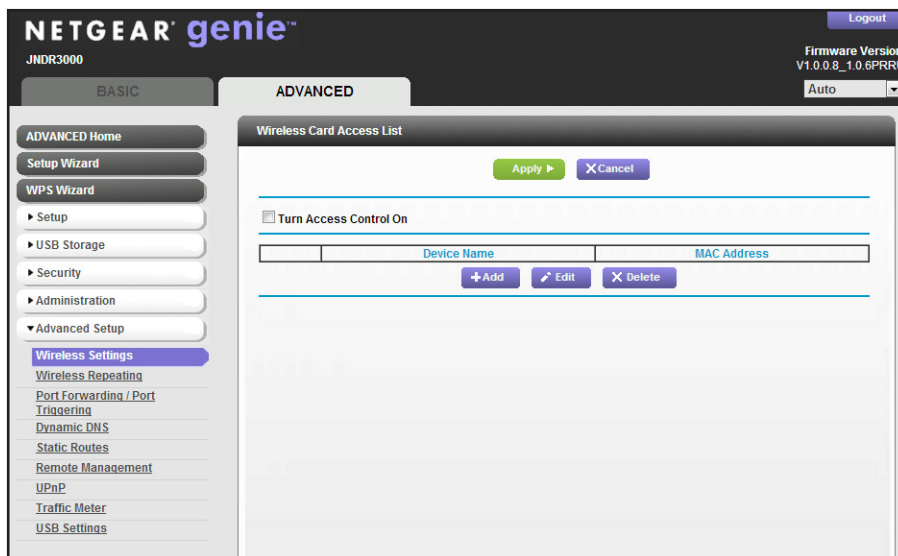 NETGEAR® genie™
JNDR3000
Logout
Firmware Version
V1.0.0.8_1.0.6PRRU
Auto
BASIC
ADVANCED
ADVANCED Home
Setup Wizard
WPS Wizard
Setup
USB Storage
Security
Administration
Advanced Setup
Wireless Settings
Wireless Repeating
Port Forwarding / Port
Triggering
Dynamic DNS
Static Routes
Remote Management
UPnP
Traffic Meter
USB Settings
Wireless Card Access List
Apply
Cancel
Turn Access Control On
Device Name
MAC Address
Add
Edit
Delete